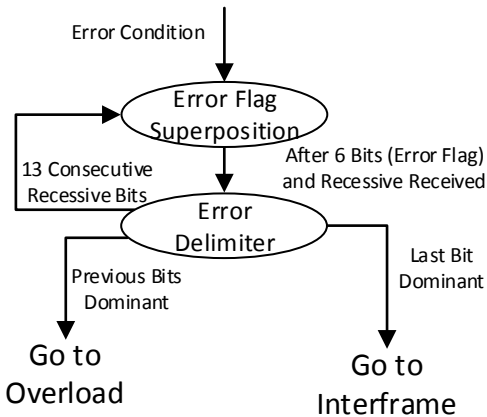 Error Condition
Error Flag
Superposition
13 Consecutive
Recessive Bits
After 6 Bits (Error Flag)
and Recessive Received
Error
Delimiter
Previous Bits
Dominant
Last Bit
Dominant
Go to
Overload
Go to
Interframe